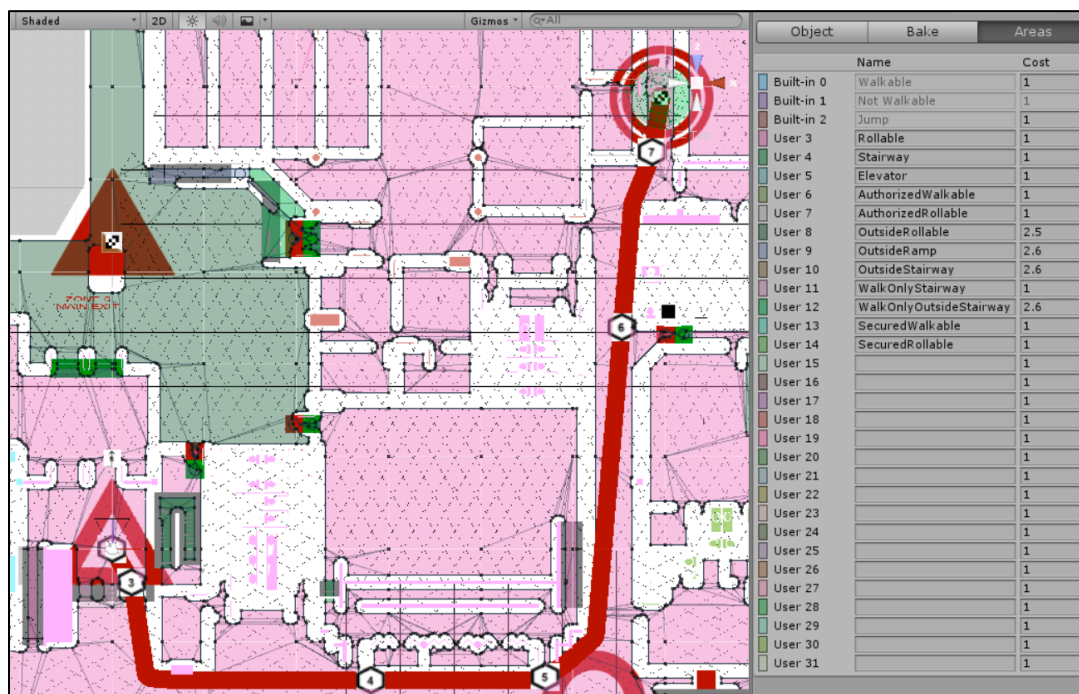 Shaded 2D Gizmos All
Object Bake Areas
Name Cost
Built-in 0 Walkable 1
Built-in 1 Not Walkable 1
Built-in 2 Jump 1
User 3 Rollable 1
User 4 Stairway 1
User 5 Elevator 1
User 6 AuthorizedWalkable 1
User 7 AuthorizedRollable 1
User 8 OutsideRollable 2.5
User 9 OutsideRamp 2.6
User 10 OutsideStairway 2.6
User 11 WalkOnlyStairway 1
User 12 WalkOnlyOutsideStairway 2.6
User 13 SecuredWalkable 1
User 14 SecuredRollable 1
User 15 1
User 16 1
User 17 1
User 18 1
User 19 1
User 20 1
User 21 1
User 22 1
User 23 1
User 24 1
User 25 1
User 26 1
User 27 1
User 28 1
User 29 1
User 30 1
User 31 1
7
6
MAIN EXIT
3
4
5